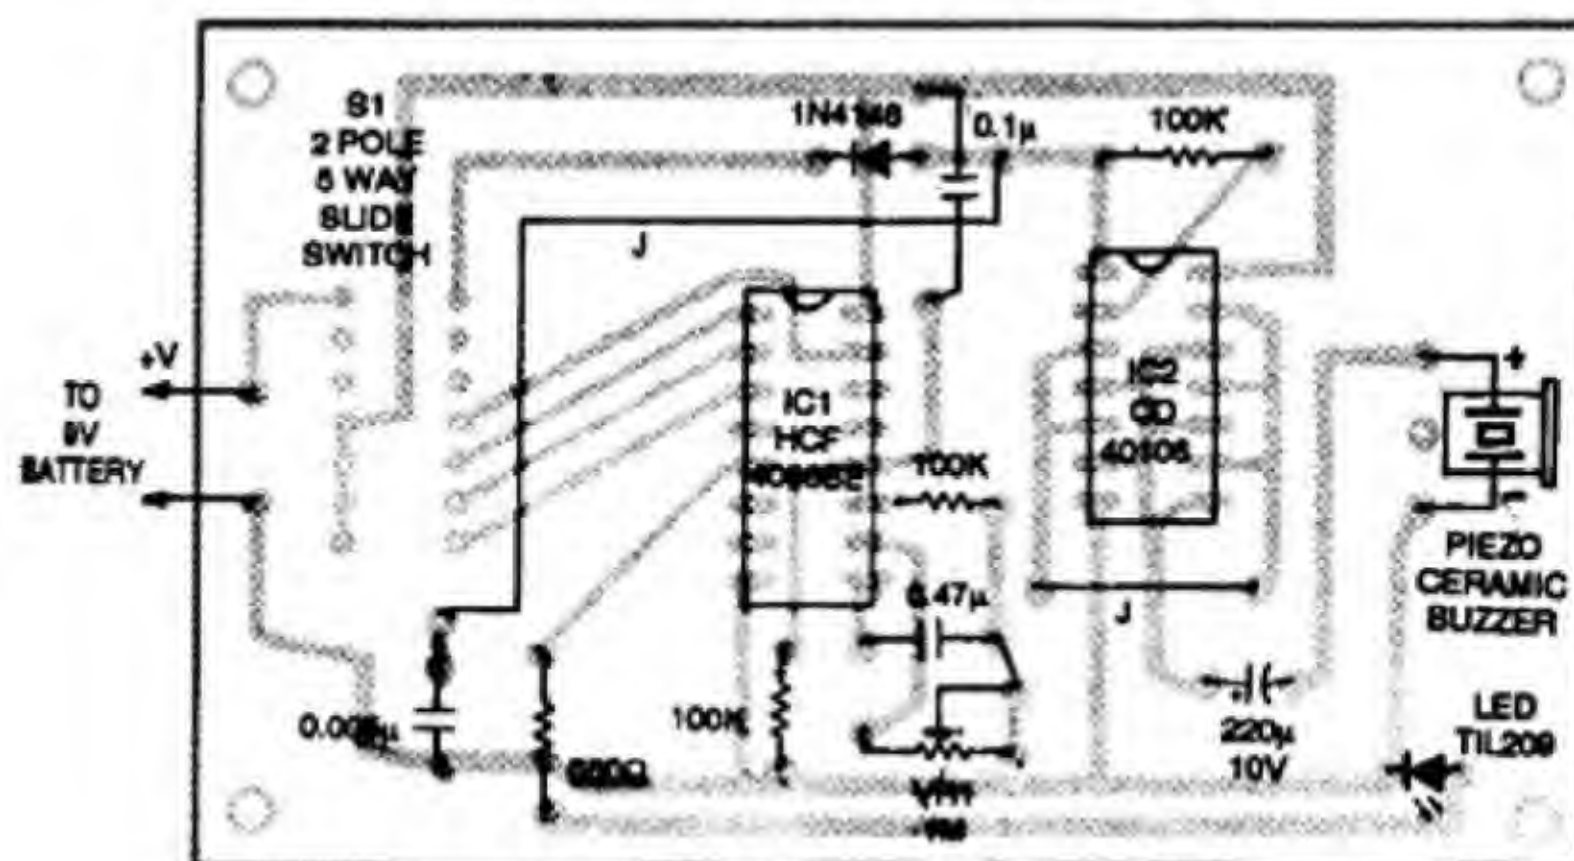 S1
2 POLE
5 WAY
SLIDE
SWITCH
1N4148
0.1µ
100K
J
+V
TO
9V
BATTERY
IC1
HCF
IC2
CD
40106
100K
+
-
PIEZO
CERAMIC
BUZZER
0.47µ
J
100K
+
220µ
10V
LED
TIL209
VR1